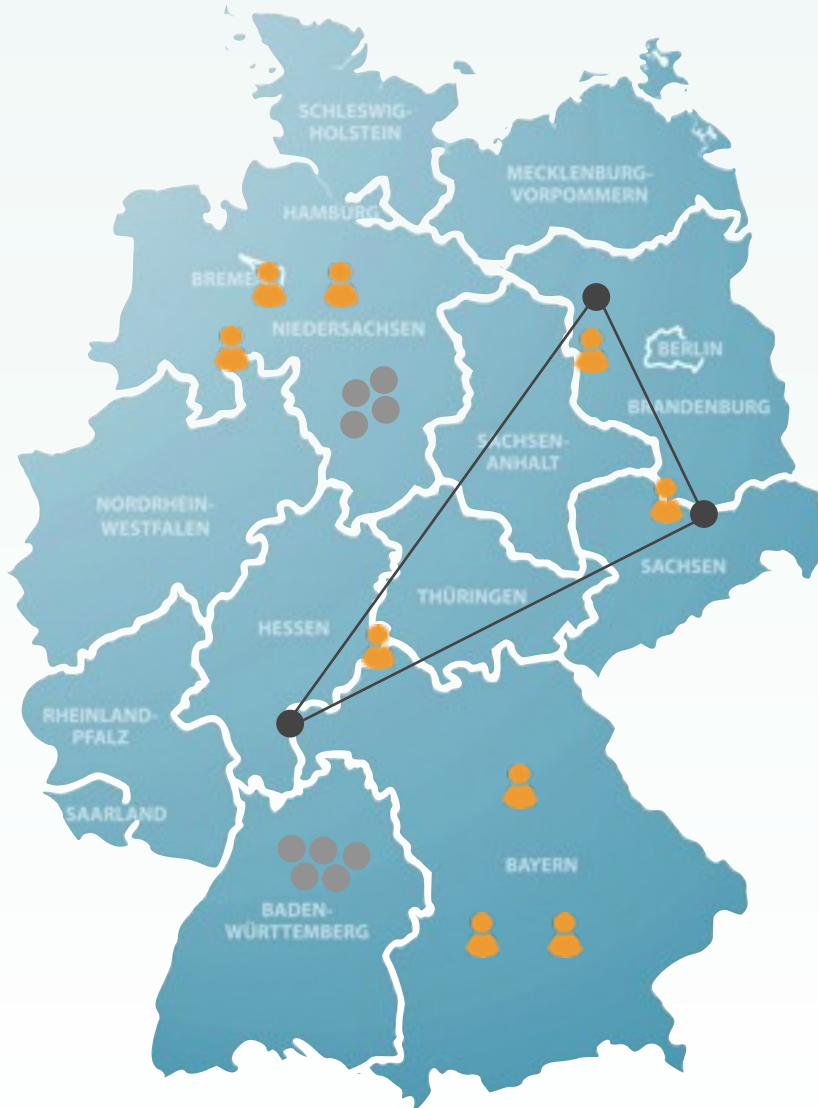 SCHLESWIG-
HOLSTEIN
MECKLENBURG-
VORPOMMERN
HAMBURG
BREMEN
NIEDERSACHSEN
BERLIN
BRANDENBURG
SACHSEN-
ANHALT
NORDRHEIN-
WESTFALEN
SACHSEN
THÜRINGEN
HESSEN
RHEINLAND-
PFALZ
SAARLAND
BAYERN
BADEN-
WÜRTTEMBERG